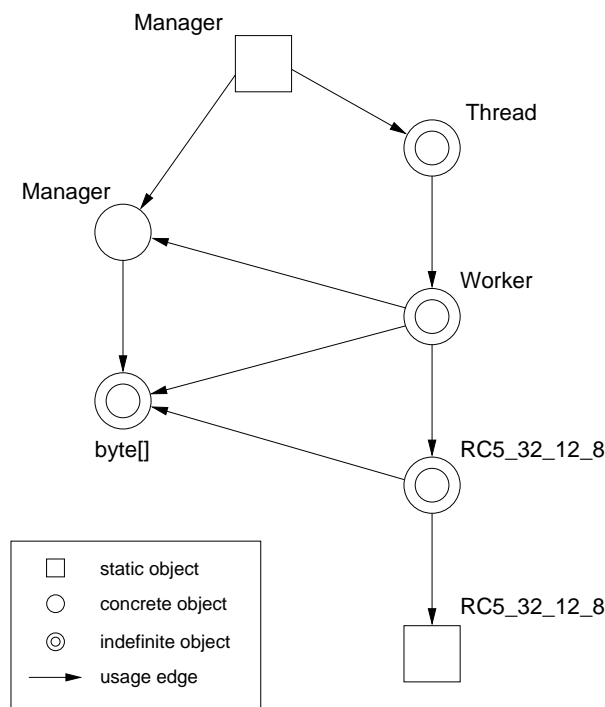 Manager
Thread
Manager
Worker
byte[]
RC5_32_12_8
RC5_32_12_8
static object
concrete object
indefinite object
usage edge